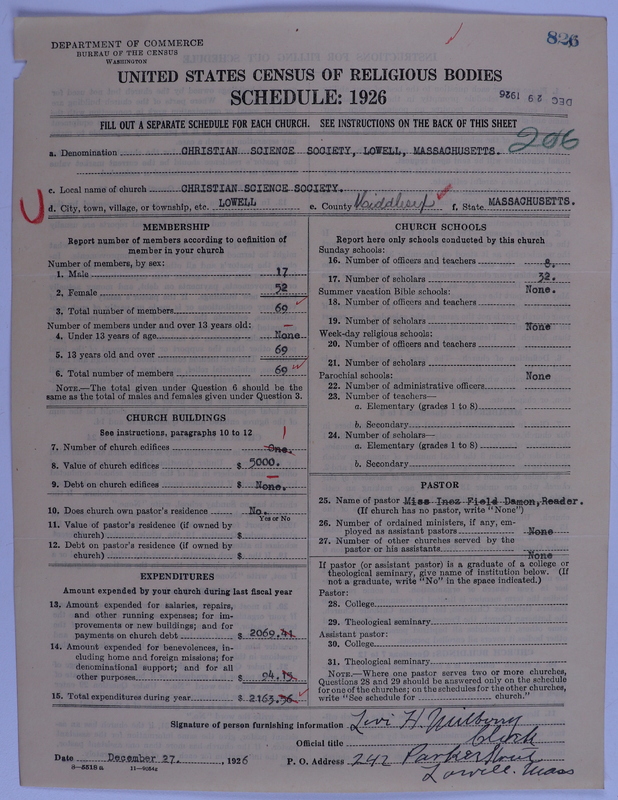 DEPARTMENT OF COMMERCE
BUREAU OF THE CENSUS
WASHINGTON
826
UNITED STATES CENSUS OF RELIGIOUS BODIES
SCHEDULE: 1926
DEC 29 1926
FILL OUT A SEPARATE SCHEDULE FOR EACH CHURCH. SEE INSTRUCTIONS ON THE BACK OF THIS SHEET
206
a. Denomination CHRISTIAN SCIENCE SOCIETY, LOWELL, MASSACHUSETTS.
c. Local name of church CHRISTIAN SCIENCE SOCIETY.
d. City, town, village, or township, etc. LOWELL e. County f. State MASSACHUSETTS.
MEMBERSHIP
Report number of members according to definition of
member in your church
Number of members, by sex:
1. Male 17
2. Female 52
3. Total number of members 69
Number of members under and over 13 years old:
4. Under 13 years of age None
5. 13 years old and over 69
6. Total number of members 69
NOTE.—The total given under Question 6 should be the
same as the total of males and females given under Question 3.
CHURCH BUILDINGS
See instructions, paragraphs 10 to 12
1
7. Number of church edifices One.
8. Value of church edifices $ 5000.
9. Debt on church edifices $ None.
10. Does church own pastor's residence No.
Yes or No
11. Value of pastor's residence (if owned by
church) $
12. Debt on pastor's residence (if owned by
church) $
EXPENDITURES
Amount expended by your church during last fiscal year
13. Amount expended for salaries, repairs,
and other running expenses; for im-
provements or new buildings; and for
payments on church debt $ 2069.41
14. Amount expended for benevolences, in-
cluding home and foreign missions; for
denominational support; and for all
other purposes $ 94.15
15. Total expenditures during year $ 2163.56
CHURCH SCHOOLS
Report here only schools conducted by this church
Sunday schools:
16. Number of officers and teachers 8.
17. Number of scholars 32.
Summer vacation Bible schools: None.
18. Number of officers and teachers
19. Number of scholars
Week-day religious schools: None
20. Number of officers and teachers
21. Number of scholars
Parochial schools: None
22. Number of administrative officers
23. Number of teachers—
a. Elementary (grades 1 to 8)
b. Secondary
24. Number of scholars—
a. Elementary (grades 1 to 8)
b. Secondary
PASTOR
25. Name of pastor Miss Inez Field Damon, Reader.
(If church has no pastor, write "None")
26. Number of ordained ministers, if any, em-
ployed as assistant pastors None
27. Number of other churches served by the
pastor or his assistants None
If pastor (or assistant pastor) is a graduate of a college or
theological seminary, give name of institution below. (If
not a graduate, write "No" in the space indicated.)
Pastor:
28. College
29. Theological seminary
Assistant pastor:
30. College
31. Theological seminary
NOTE.—Where one pastor serves two or more churches,
Questions 28 and 29 should be answered only on the schedule
for one of the churches; on the schedules for the other churches,
write "See schedule for church."
Signature of person furnishing information Levi H.
Official title Clerk
Date December 27. , 1926 P. O. Address 242 Parker Street
Lowell. Mass
8—5518 a 11—9264